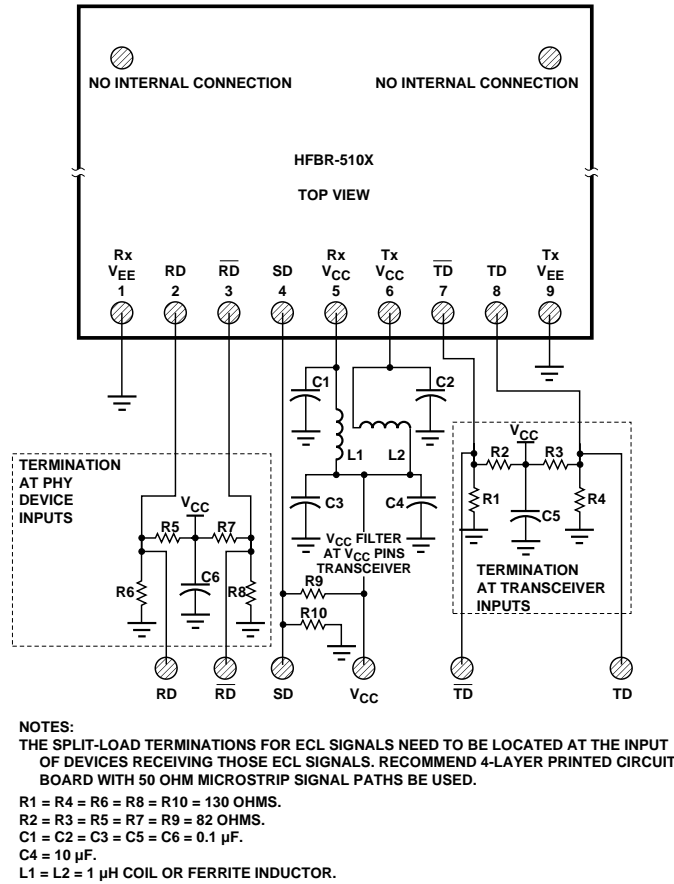 NO INTERNAL CONNECTION
NO INTERNAL CONNECTION
HFBR-510X
TOP VIEW
Rx
VEE
1
RD
2
RD
3
SD
4
Rx
VCC
5
Tx
VCC
6
TD
7
TD
8
Tx
VEE
9
C1
C2
L1
L2
C3
C4
VCC FILTER
AT VCC PINS
TRANSCEIVER
R9
R10
TERMINATION
AT PHY
DEVICE
INPUTS
VCC
R5
R7
C6
R6
R8
VCC
R2
R3
R1
C5
R4
TERMINATION
AT TRANSCEIVER
INPUTS
RD
RD
SD
VCC
TD
TD
NOTES:
THE SPLIT-LOAD TERMINATIONS FOR ECL SIGNALS NEED TO BE LOCATED AT THE INPUT
OF DEVICES RECEIVING THOSE ECL SIGNALS. RECOMMEND 4-LAYER PRINTED CIRCUIT
BOARD WITH 50 OHM MICROSTRIP SIGNAL PATHS BE USED.
R1 = R4 = R6 = R8 = R10 = 130 OHMS.
R2 = R3 = R5 = R7 = R9 = 82 OHMS.
C1 = C2 = C3 = C5 = C6 = 0.1 µF.
C4 = 10 µF.
L1 = L2 = 1 µH COIL OR FERRITE INDUCTOR.